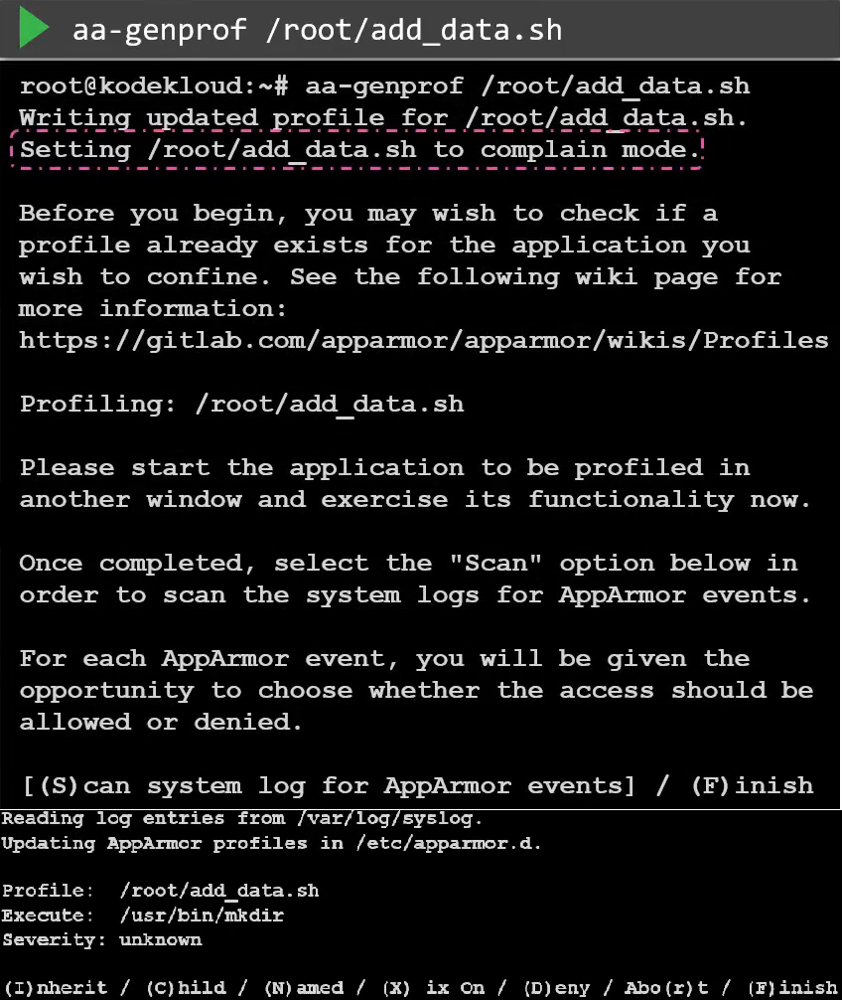 aa-genprof /root/add_data.sh
root@kodekloud:~# aa-genprof /root/add_data.sh
Writing updated profile for /root/add_data.sh.
Setting /root/add_data.sh to complain mode.
Before you begin, you may wish to check if a
profile already exists for the application you
wish to confine. See the following wiki page for
more information:
https://gitlab.com/apparmor/apparmor/wikis/Profiles
Profiling: /root/add_data.sh
Please start the application to be profiled in
another window and exercise its functionality now.
Once completed, select the "Scan" option below in
order to scan the system logs for AppArmor events.
For each AppArmor event, you will be given the
opportunity to choose whether the access should be
allowed or denied.
[(S)can system log for AppArmor events] / (F)inish
Reading log entries from /var/log/syslog.
Updating AppArmor profiles in /etc/apparmor.d.
Profile:  /root/add_data.sh
Execute:  /usr/bin/mkdir
Severity: unknown
(I)nherit / (C)hild / (N)amed / (X) ix On / (D)eny / Abo(r)t / (F)inish